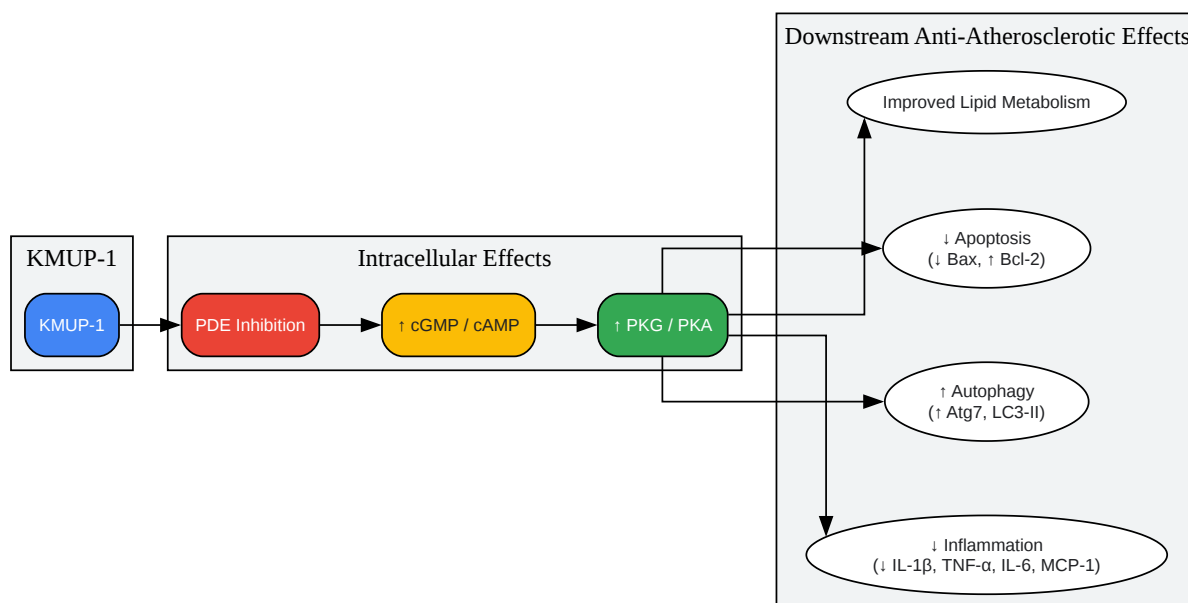 KMUP-1
KMUP-1
Intracellular Effects
PDE Inhibition
↑ cGMP / cAMP
↑ PKG / PKA
Downstream Anti-Atherosclerotic Effects
Improved Lipid Metabolism
↓ Apoptosis
(↓ Bax, ↑ Bcl-2)
↑ Autophagy
(↑ Atg7, LC3-II)
↓ Inflammation
(↓ IL-1β, TNF-α, IL-6, MCP-1)